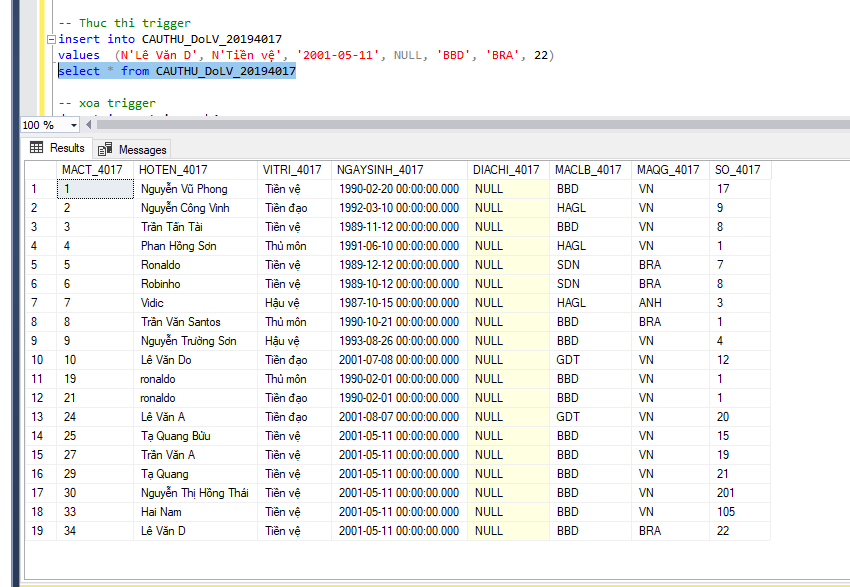 -- Thuc thi trigger
insert into CAUTHU_DoLV_20194017
values (N'Lê Văn D', N'Tiền vệ', '2001-05-11', NULL, 'BBD', 'BRA', 22)
select * from CAUTHU_DoLV_20194017
-- xoa trigger
100 %
Results Messages
MACT_4017 HOTEN_4017 VITRI_4017 NGAYSINH_4017 DIACHI_4017 MACLB_4017 MAQG_4017 SO_4017
1 1 Nguyễn Vũ Phong Tiền vệ 1990-02-20 00:00:00.000 NULL BBD VN 17
2 2 Nguyễn Công Vinh Tiền đạo 1992-03-10 00:00:00.000 NULL HAGL VN 9
3 3 Trần Tấn Tài Tiền vệ 1989-11-12 00:00:00.000 NULL BBD VN 8
4 4 Phan Hồng Sơn Thủ môn 1991-06-10 00:00:00.000 NULL HAGL VN 1
5 5 Ronaldo Tiền vệ 1989-12-12 00:00:00.000 NULL SDN BRA 7
6 6 Robinho Tiền vệ 1989-10-12 00:00:00.000 NULL SDN BRA 8
7 7 Vidic Hậu vệ 1987-10-15 00:00:00.000 NULL HAGL ANH 3
8 8 Trần Văn Santos Thủ môn 1990-10-21 00:00:00.000 NULL BBD BRA 1
9 9 Nguyễn Trường Sơn Hậu vệ 1993-08-26 00:00:00.000 NULL BBD VN 4
10 10 Lê Văn Do Tiền đạo 2001-07-08 00:00:00.000 NULL GDT VN 12
11 19 ronaldo Thủ môn 1990-02-01 00:00:00.000 NULL BBD VN 1
12 21 ronaldo Tiền đạo 1990-02-01 00:00:00.000 NULL BBD VN 1
13 24 Lê Văn A Tiền đạo 2001-08-07 00:00:00.000 NULL GDT VN 20
14 25 Tạ Quang Bửu Tiền vệ 2001-05-11 00:00:00.000 NULL BBD VN 15
15 27 Trần Văn A Tiền vệ 2001-05-11 00:00:00.000 NULL BBD VN 19
16 29 Tạ Quang Tiền vệ 2001-05-11 00:00:00.000 NULL BBD VN 21
17 30 Nguyễn Thị Hồng Thái Tiền vệ 2001-05-11 00:00:00.000 NULL BBD VN 201
18 33 Hai Nam Tiền vệ 2001-05-11 00:00:00.000 NULL BBD VN 105
19 34 Lê Văn D Tiền vệ 2001-05-11 00:00:00.000 NULL BBD BRA 22